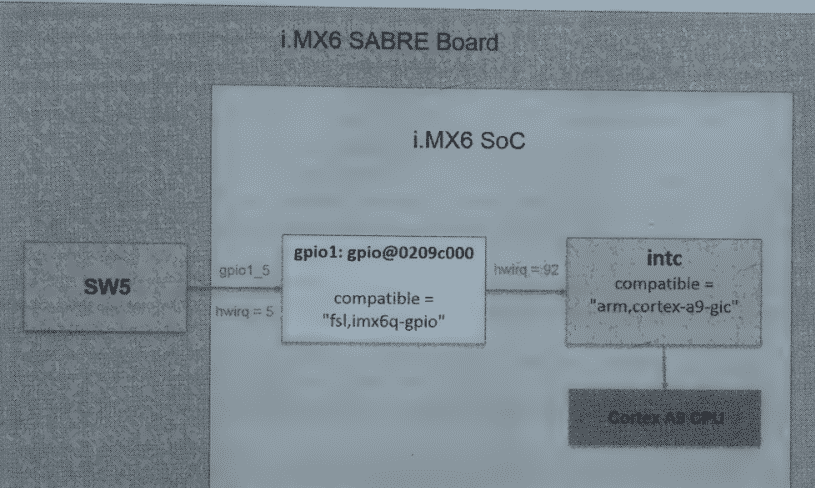 i.MX6 SABRE Board
i.MX6 SoC
SW5
gpio1_5
hwirq = 5
gpio1: gpio@0209c000
compatible =
"fsl,imx6q-gpio"
hwirq = 92
intc
compatible =
"arm,cortex-a9-gic"
Cortex A9 CPU